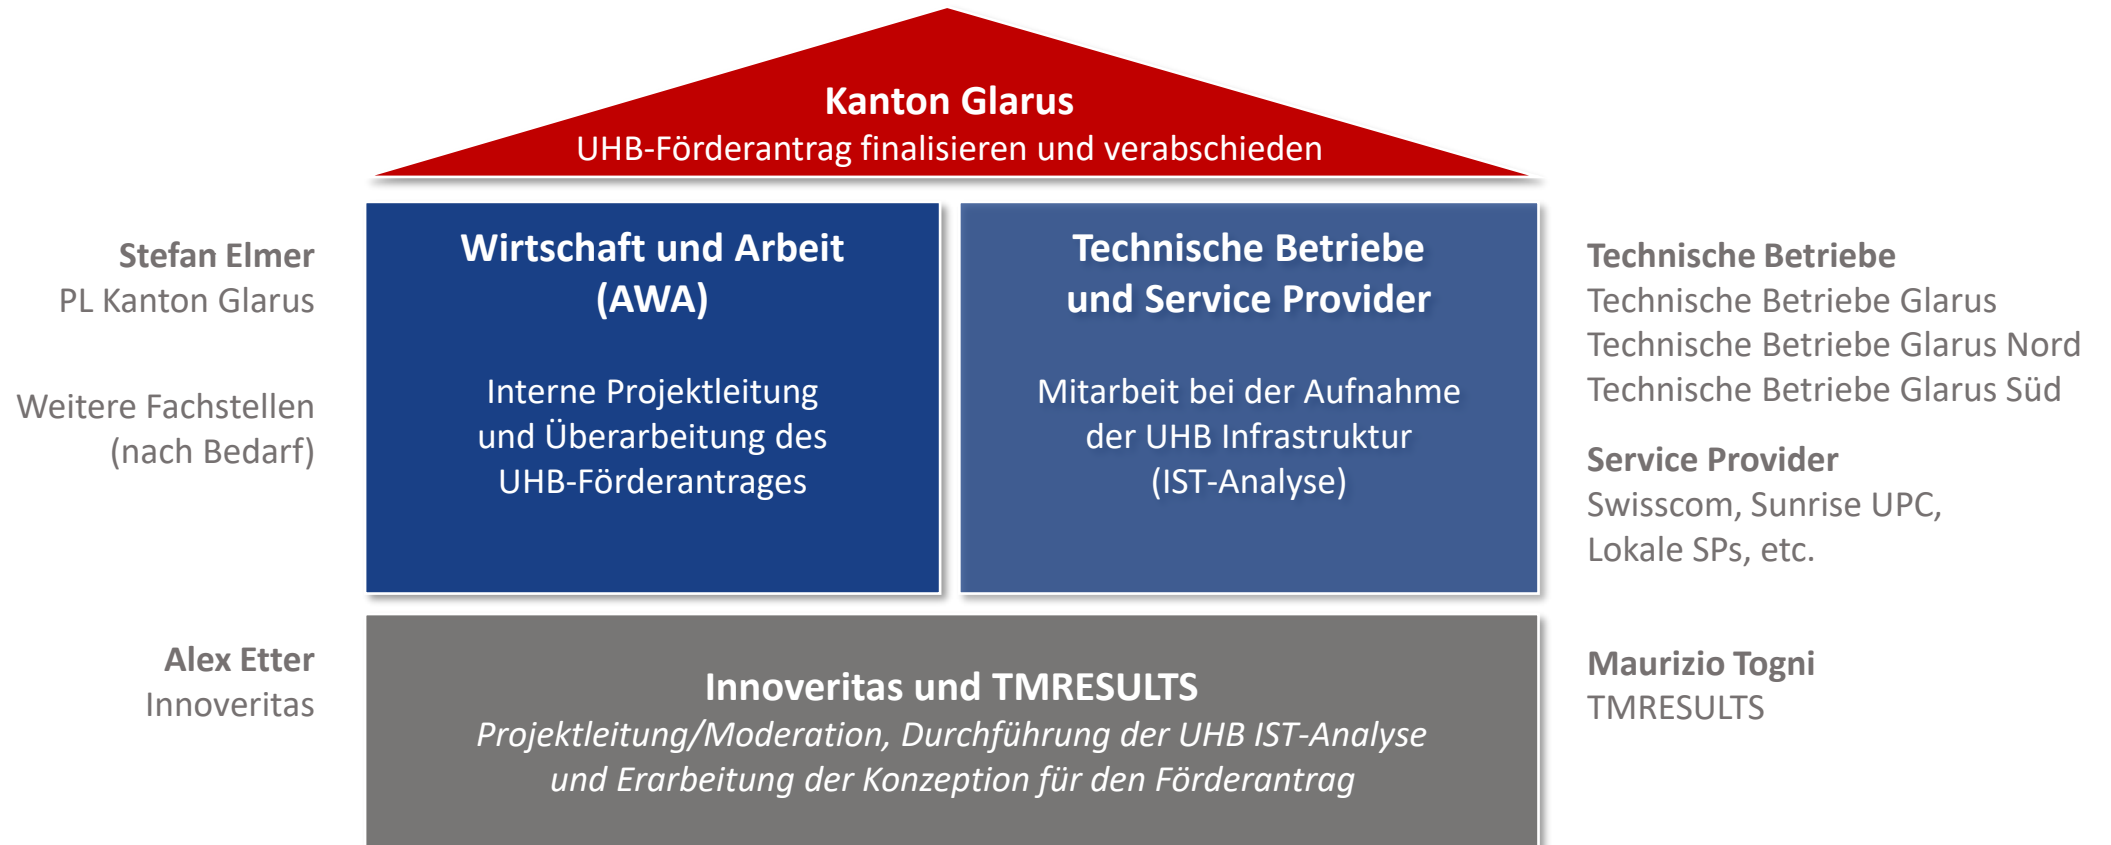 Kanton Glarus
UHB-Förderantrag finalisieren und verabschieden
Stefan Elmer
PL Kanton Glarus
Weitere Fachstellen
(nach Bedarf)
Wirtschaft und Arbeit
(AWA)
Interne Projektleitung
und Überarbeitung des
UHB-Förderantrages
Technische Betriebe
und Service Provider
Mitarbeit bei der Aufnahme
der UHB Infrastruktur
(IST-Analyse)
Technische Betriebe
Technische Betriebe Glarus
Technische Betriebe Glarus Nord
Technische Betriebe Glarus Süd
Service Provider
Swisscom, Sunrise UPC,
Lokale SPs, etc.
Alex Etter
Innoveritas
Innoveritas und TMRESULTS
Projektleitung/Moderation, Durchführung der UHB IST-Analyse
und Erarbeitung der Konzeption für den Förderantrag
Maurizio Togni
TMRESULTS